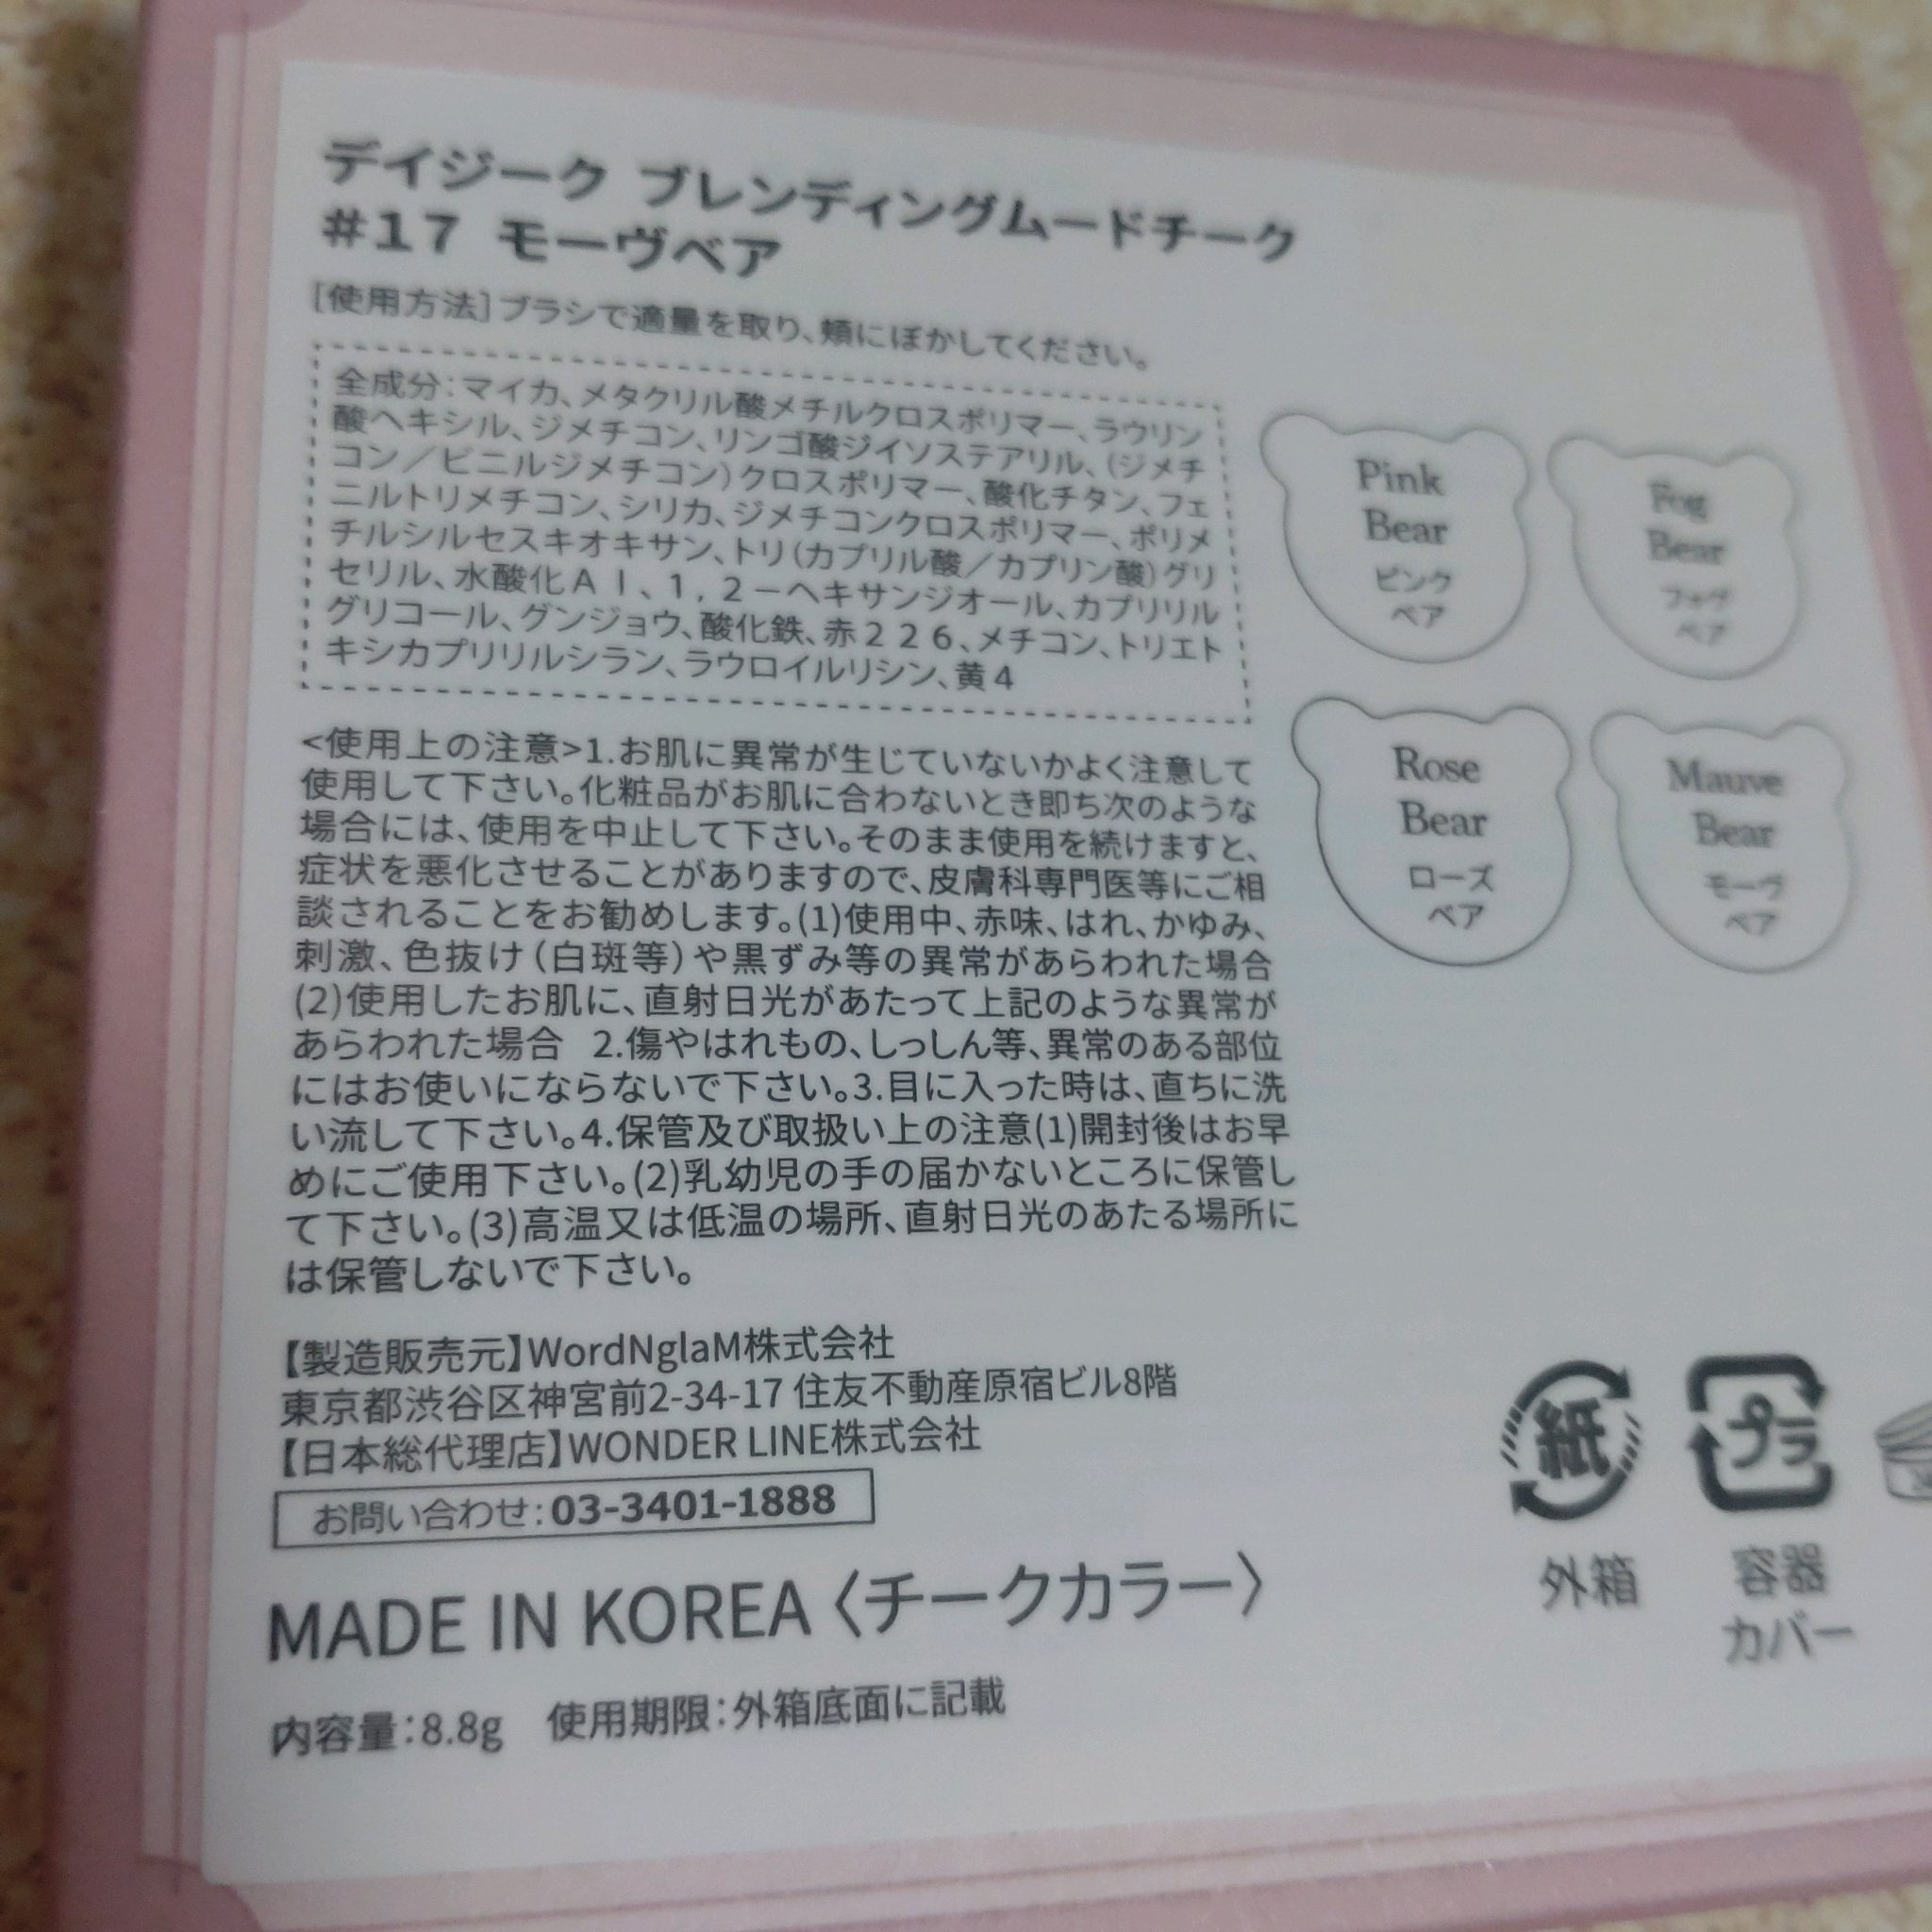 デイジーク ブレンディングムードチーク
#17 モーヴベア
[使用方法]ブラシで適量を取り、頬にぼかしてください。
全成分:マイカ、メタクリル酸メチルクロスポリマー、ラウリン
酸ヘキシル、ジメチコン、リンゴ酸ジイソステアリル、(ジメチ
コン/ビニルジメチコン)クロスポリマー、酸化チタン、フェ
ニルトリメチコン、シリカ、ジメチコンクロスポリマー、ポリメ
チルシルセスキオキサン、トリ(カプリル酸/カプリン酸)グリ
セリル、水酸化Al、1,2-ヘキサンジオール、カプリリル
グリコール、グンジョウ、酸化鉄、赤226、メチコン、トリエト
キシカプリリルシラン、ラウロイルリシン、黄4
<使用上の注意>1.お肌に異常が生じていないかよく注意して
使用して下さい。化粧品がお肌に合わないとき即ち次のような
場合には、使用を中止して下さい。そのまま使用を続けますと、
症状を悪化させることがありますので、皮膚科専門医等にご相
談されることをお勧めします。(1)使用中、赤味、はれ、かゆみ、
刺激、色抜け(白斑等)や黒ずみ等の異常があらわれた場合
(2)使用したお肌に、直射日光があたって上記のような異常が
あらわれた場合 2.傷やはれもの、しっしん等、異常のある部位
にはお使いにならないで下さい。3.目に入った時は、直ちに洗
い流して下さい。4.保管及び取扱い上の注意(1)開封後はお早
めにご使用下さい。(2)乳幼児の手の届かないところに保管し
て下さい。(3)高温又は低温の場所、直射日光のあたる場所に
は保管しないで下さい。
【製造販売元】WordNglaM株式会社
東京都渋谷区神宮前2-34-17 住友不動産原宿ビル8階
【日本総代理店】WONDER LINE株式会社
お問い合わせ:03-3401-1888
MADE IN KOREA〈チークカラー〉
内容量:8.8g 使用期限:外箱底面に記載
Pink
Bear
ピンク
ベア
Fog
Bear
フォグ
ベア
Rose
Bear
ローズ
ベア
Mauve
Bear
モーヴ
ベア
紙
外箱
プラ
容器
カバー